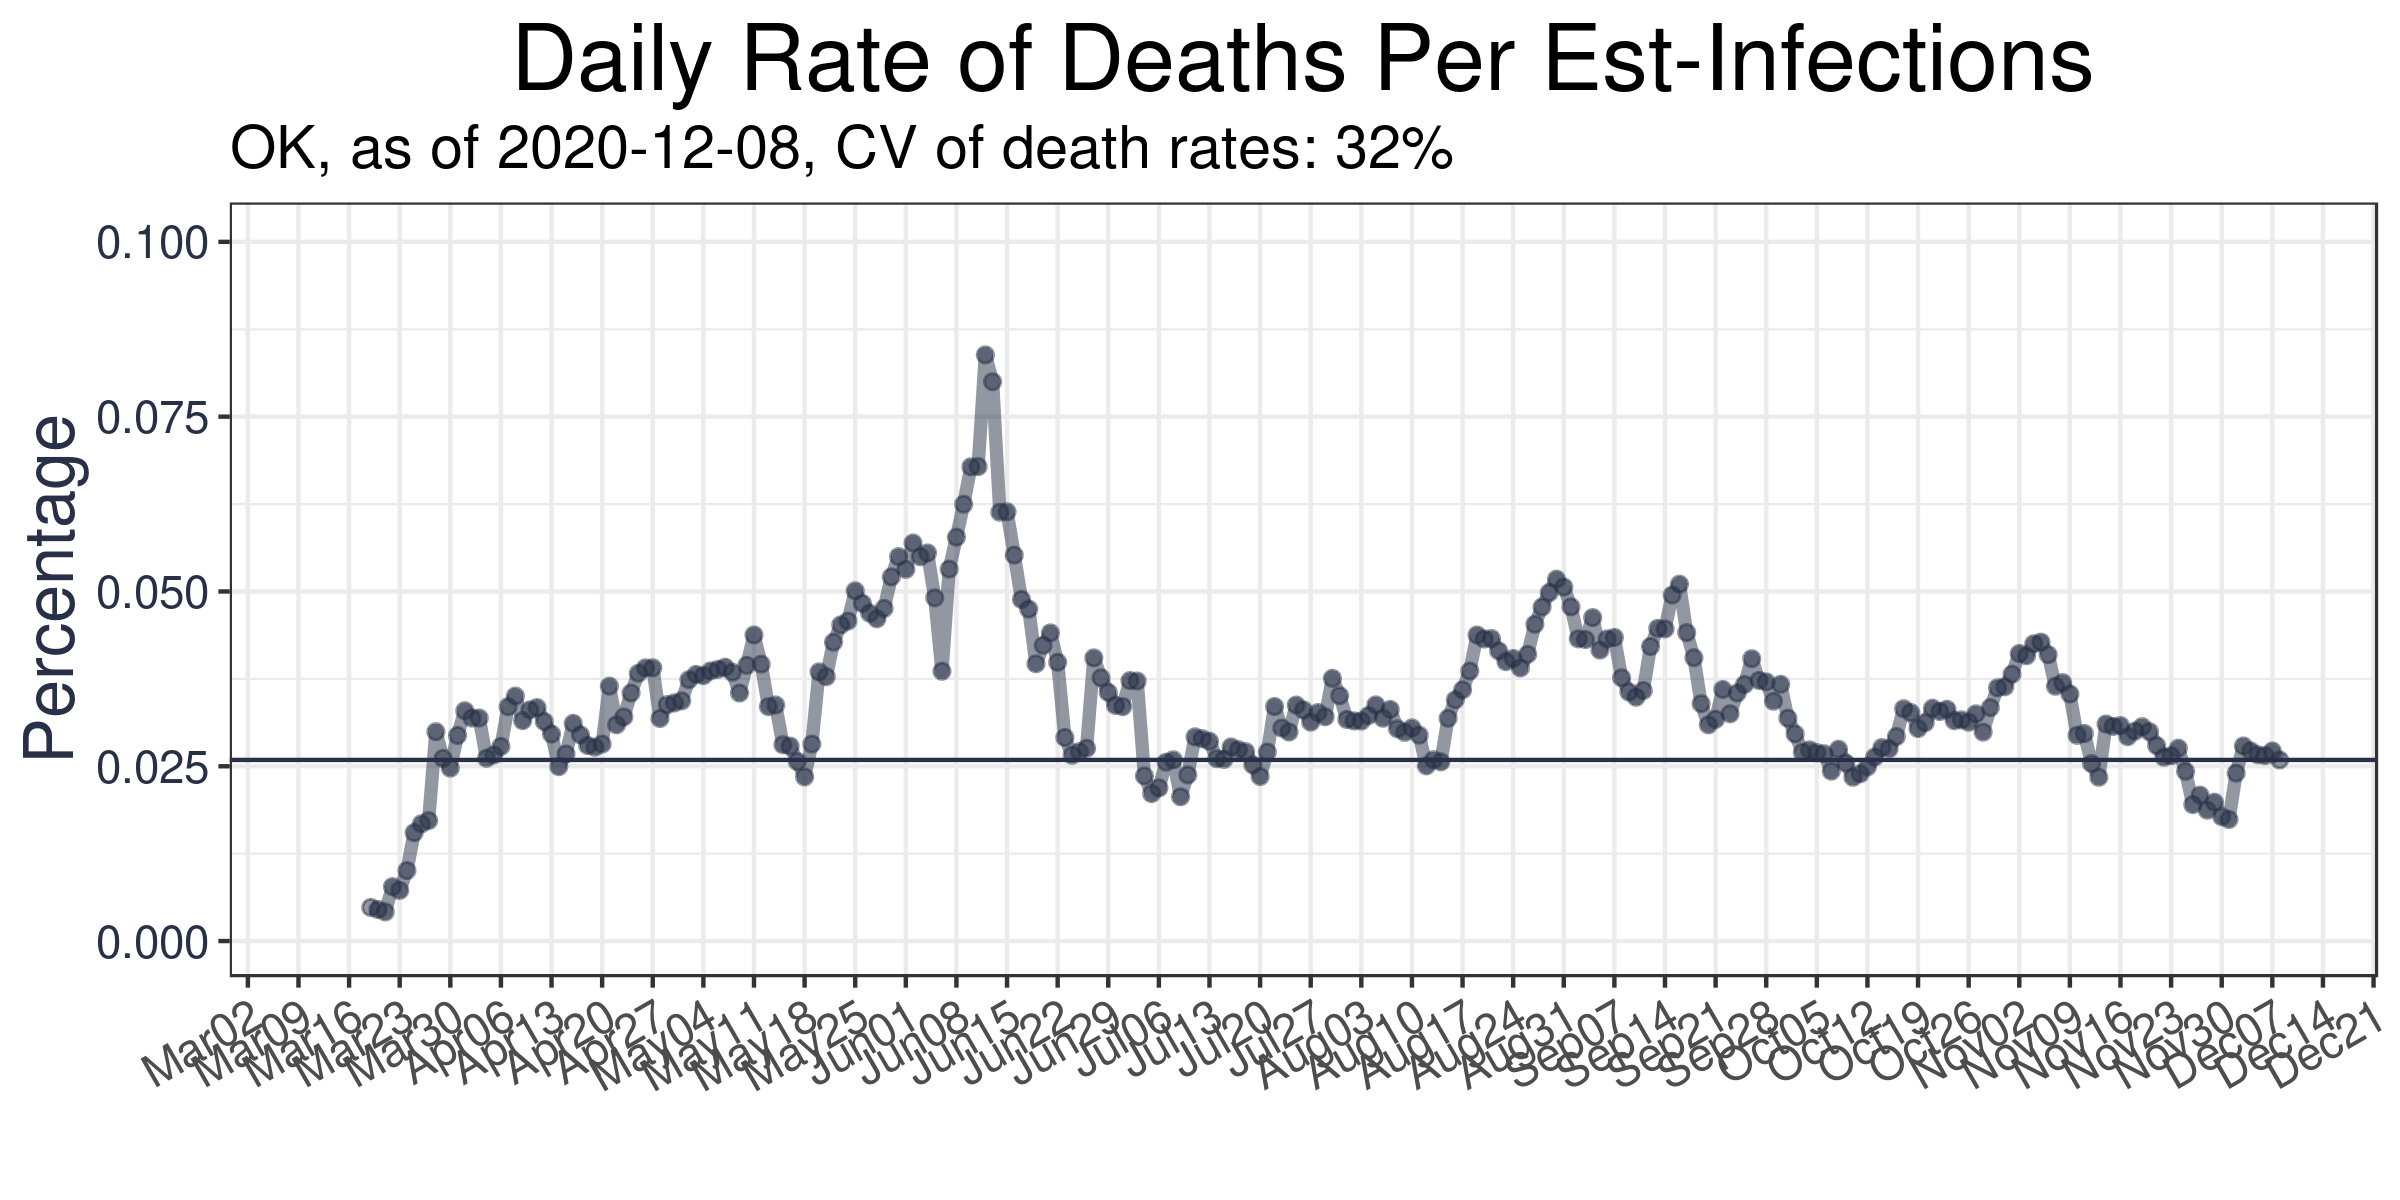 Daily Rate of Deaths Per Est-Infections
OK, as of 2020-12-08, CV of death rates: 32%
Percentage
0.100
0.075
0.050
0.025
0.000
Mar02
Mar09
Mar16
Mar23
Mar30
Apr06
Apr13
Apr20
Apr27
May04
May11
May18
May25
Jun01
Jun08
Jun15
Jun22
Jun29
Jul06
Jul13
Jul20
Jul27
Aug03
Aug10
Aug17
Aug24
Aug31
Sep07
Sep14
Sep21
Sep28
Oct05
Oct12
Oct19
Oct26
Nov02
Nov09
Nov16
Nov23
Nov30
Dec07
Dec14
Dec21